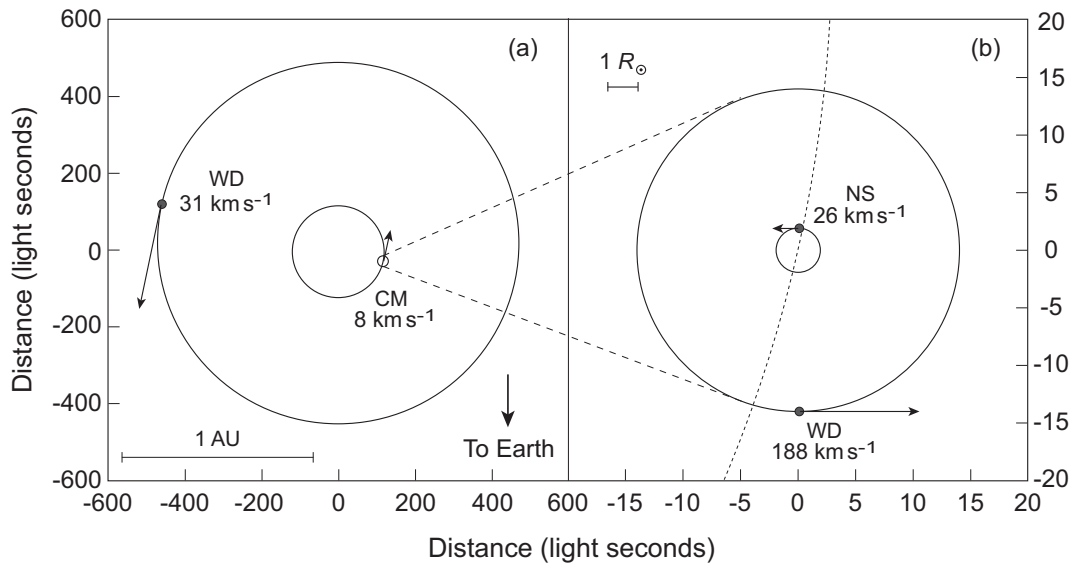 600
400
200
0
-200
-400
-600
Distance (light seconds)
(a)
WD
31 km s⁻¹
CM
8 km s⁻¹
1 AU
To Earth
-600
-400
-200
0
200
400
600
(b)
1 R⊙
NS
26 km s⁻¹
WD
188 km s⁻¹
20
15
10
5
0
-5
-10
-15
-20
-15
-10
-5
0
5
10
15
20
Distance (light seconds)